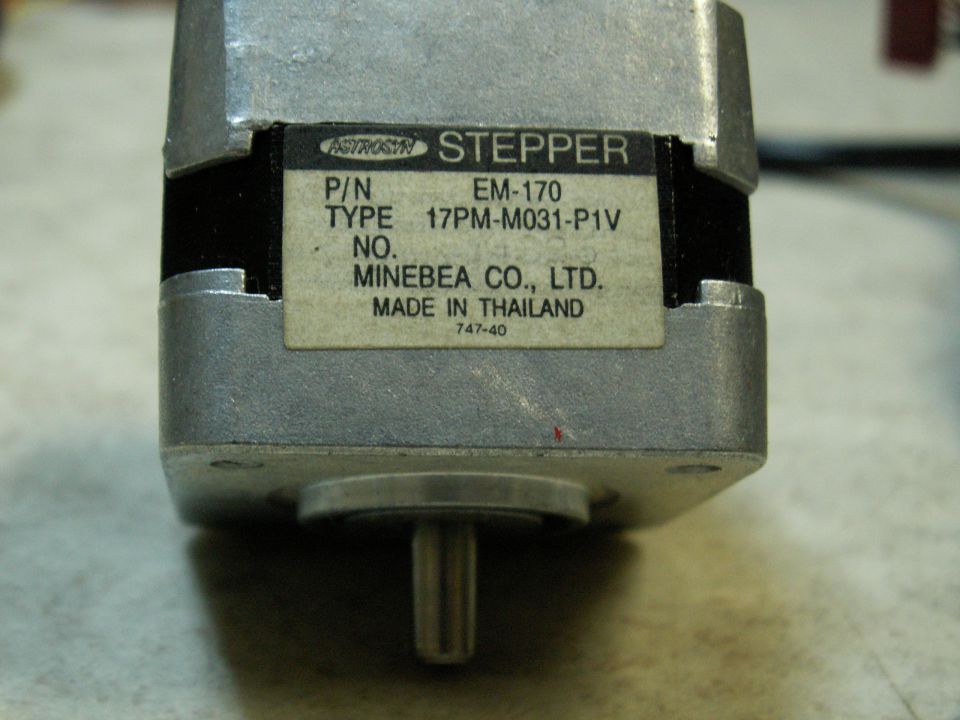 ASTROSYN STEPPER
P/N EM-170
TYPE 17PM-M031-P1V
NO.
MINEBEA CO., LTD.
MADE IN THAILAND
747-40